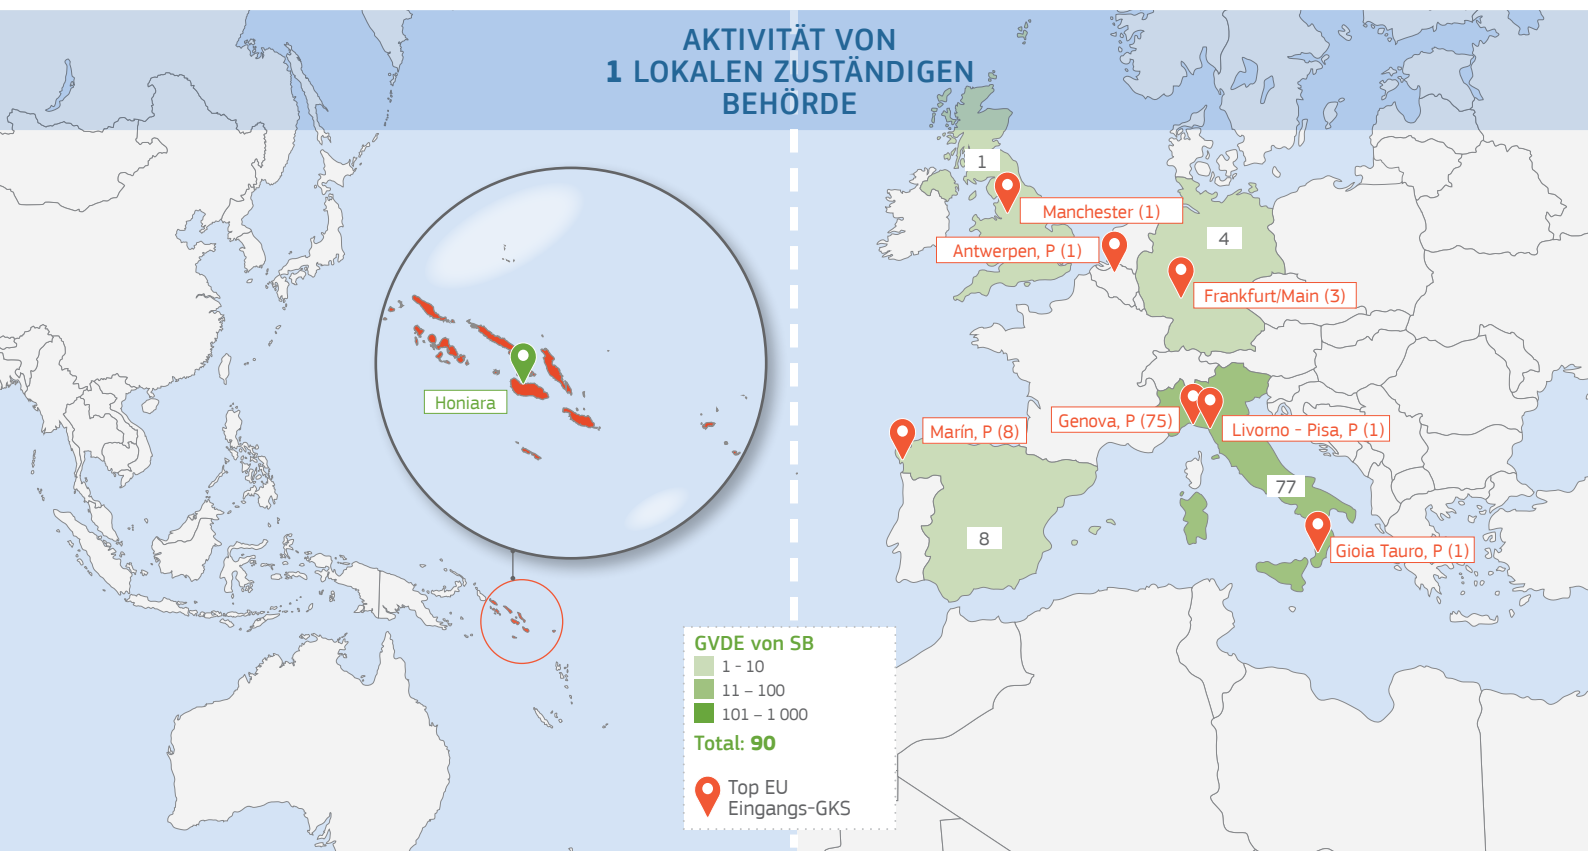 AKTIVITÄT VON
1 LOKALEN ZUSTÄNDIGEN
BEHÖRDE
1
Manchester (1)
Antwerpen, P (1)
4
Frankfurt/Main (3)
Honiara
Marín, P (8)
Genova, P (75)
Livorno - Pisa, P (1)
77
8
Gioia Tauro, P (1)
GVDE von SB
1 - 10
11 – 100
101 – 1 000
Total: 90
Top EU
Eingangs-GKS